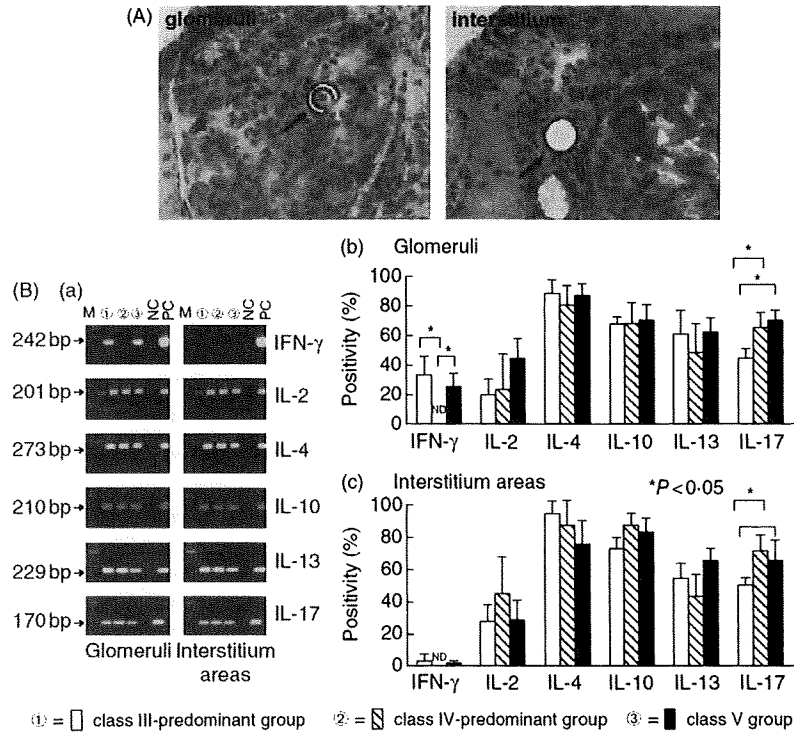 (A) glomeruli interstitium
(B) (a)
M ① ② ③ NC PC M ① ② ③ NC PC
242 bp IFN-γ
201 bp IL-2
273 bp IL-4
210 bp IL-10
229 bp IL-13
170 bp IL-17
Glomeruli Interstitium areas
(b) Glomeruli
* *
Positivity (%)
100
80
60
40
20
0
* *
ND
IFN-γ IL-2 IL-4 IL-10 IL-13 IL-17
(c) Interstitium areas
*P < 0·05 *
Positivity (%)
100
80
60
40
20
0
ND
IFN-γ IL-2 IL-4 IL-10 IL-13 IL-17
① = class III-predominant group ② = class IV-predominant group ③ = class V group